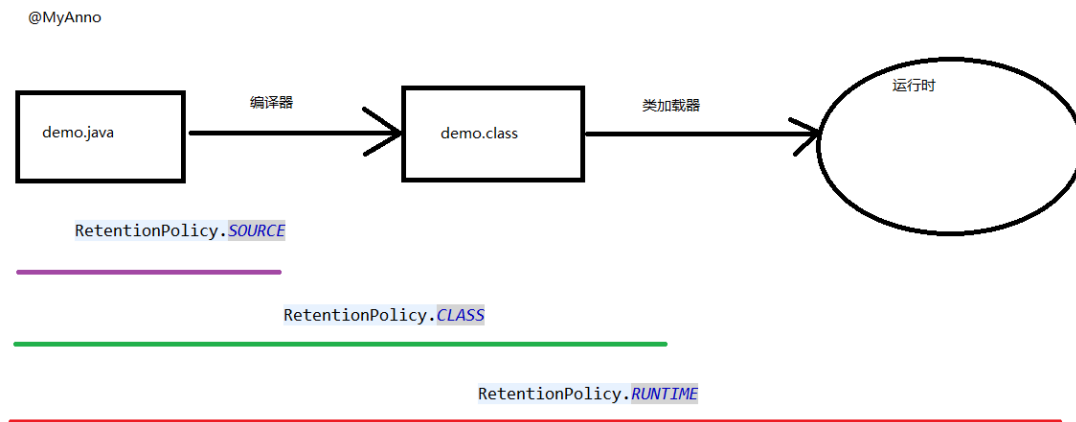 @MyAnno
编译器
类加载器
运行时
demo.java
demo.class
RetentionPolicy.SOURCE
RetentionPolicy.CLASS
RetentionPolicy.RUNTIME